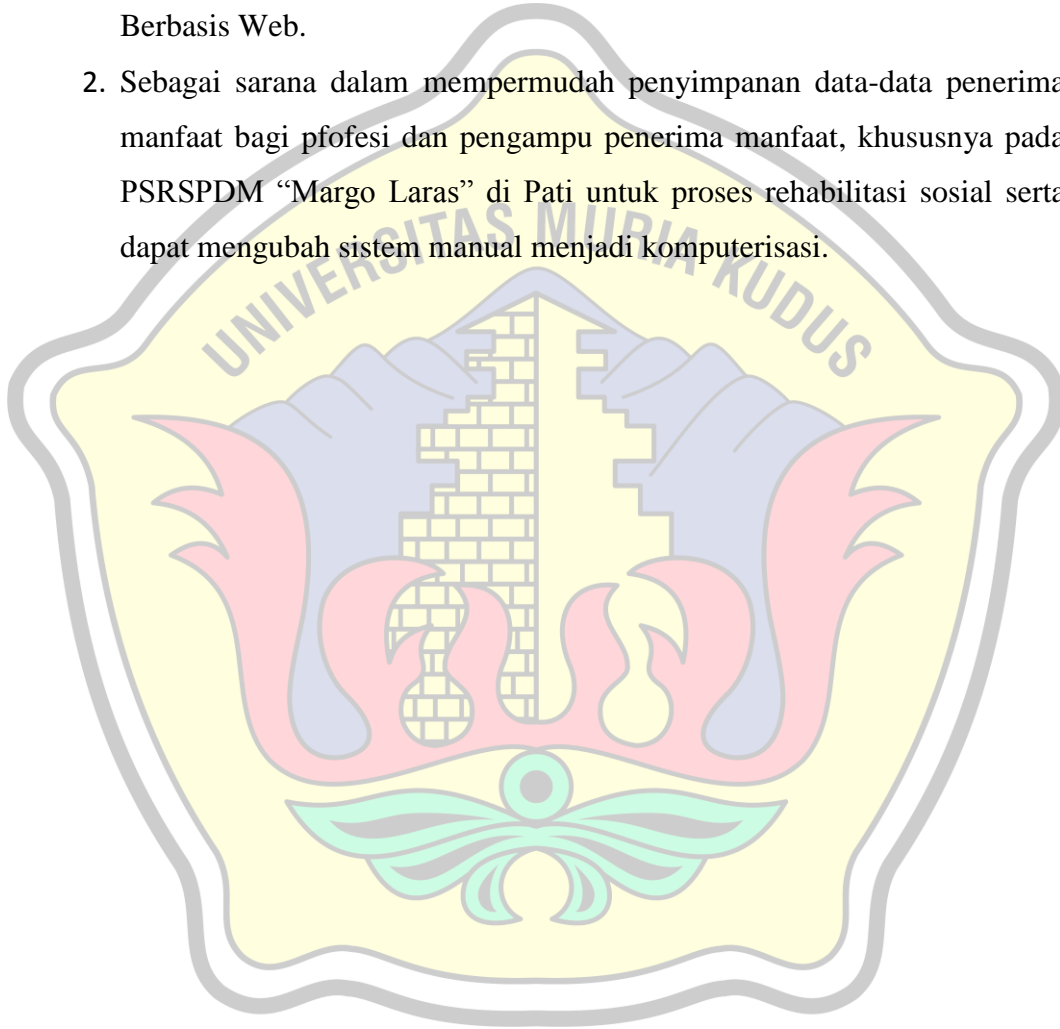 Berbasis Web.
2. Sebagai sarana dalam mempermudah penyimpanan data-data penerima
manfaat bagi pfofesi dan pengampu penerima manfaat, khususnya pada
PSRSPDM “Margo Laras” di Pati untuk proses rehabilitasi sosial serta
dapat mengubah sistem manual menjadi komputerisasi.
UNIVERSITAS MURIA KUDUS